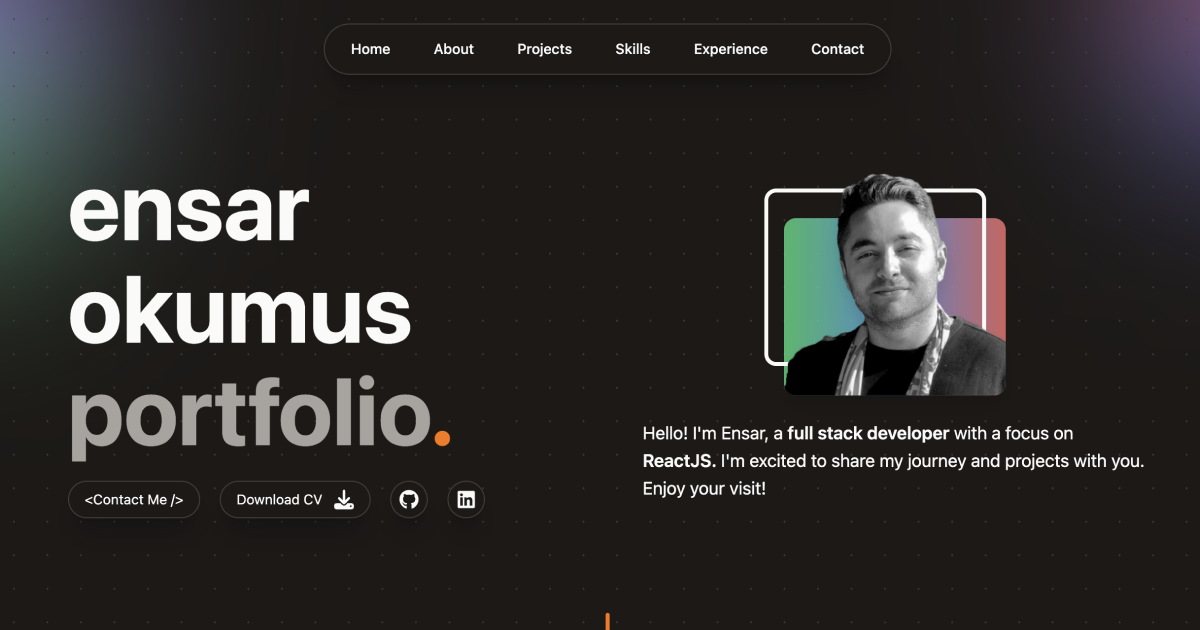 Home About Projects Skills Experience Contact
ensar
okumus
portfolio.
<Contact Me /> Download CV in
Hello! I'm Ensar, a full stack developer with a focus on
ReactJS. I'm excited to share my journey and projects with you.
Enjoy your visit!